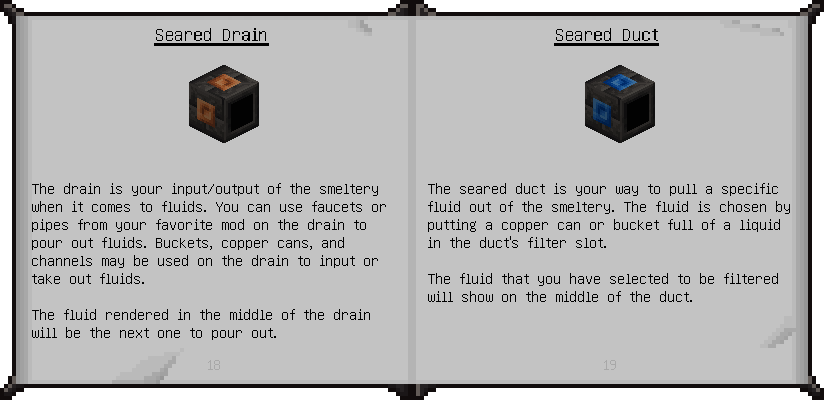 Seared Drain
The drain is your input/output of the smeltery
when it comes to fluids. You can use faucets or
pipes from your favorite mod on the drain to
pour out fluids. Buckets, copper cans, and
channels may be used on the drain to input or
take out fluids.
The fluid rendered in the middle of the drain
will be the next one to pour out.
18
Seared Duct
The seared duct is your way to pull a specific
fluid out of the smeltery. The fluid is chosen by
putting a copper can or bucket full of a liquid
in the duct's filter slot.
The fluid that you have selected to be filtered
will show on the middle of the duct.
19